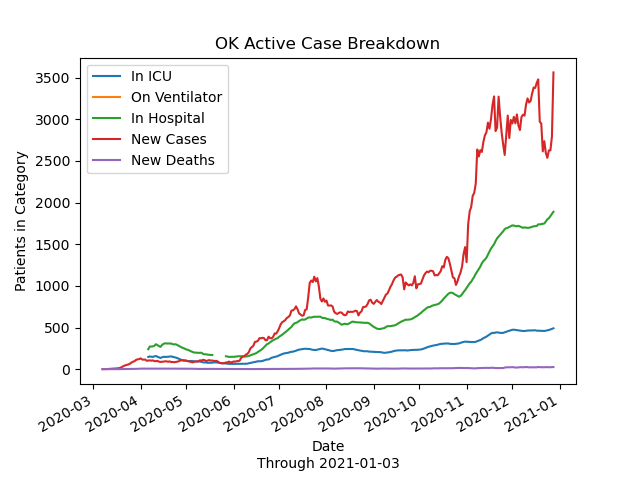 OK Active Case Breakdown
In ICU
On Ventilator
In Hospital
New Cases
New Deaths
Patients in Category
3500
3000
2500
2000
1500
1000
500
0
2020-03
2020-04
2020-05
2020-06
2020-07
2020-08
2020-09
2020-10
2020-11
2020-12
2021-01
Date
Through 2021-01-03